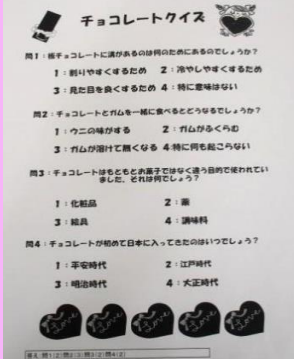 チョコレートクイズ
問1:板チョコレートに溝があるのは何のためにあるのでしょうか?
1:割りやすくするため 2:冷やしやすくするため
3:見た目を良くするため 4:特に意味はない
問2:チョコレートとガムを一緒に食べるとどうなるでしょうか?
1:ウニの味がする 2:ガムがふくらむ
3:ガムが溶けて無くなる 4:特に何も起こらない
問3:チョコレートはもともとお菓子ではなく違う目的で使われてい
ました、それは何でしょう?
1:化粧品 2:薬
3:絵具 4:調味料
問4:チョコレートが初めて日本に入ってきたのはいつでしょう?
1:平安時代 2:江戸時代
3:明治時代 4:大正時代
Love Love Love Love Love